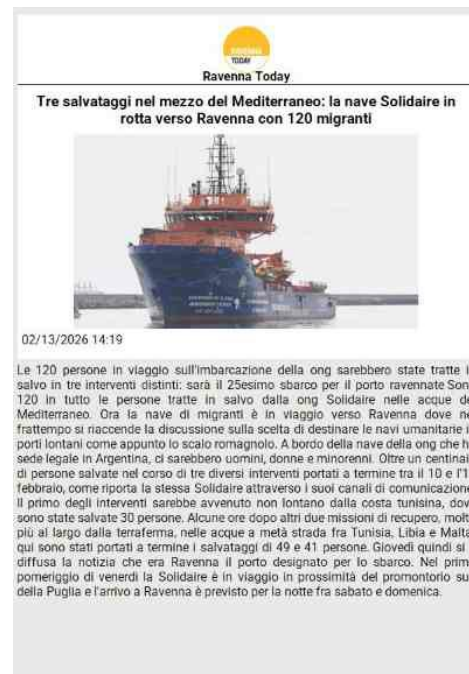 TODAY
Ravenna Today
Tre salvataggi nel mezzo del Mediterraneo: la nave Solidaire in
rotta verso Ravenna con 120 migranti
02/13/2026 14:19
Le 120 persone in viaggio sull'imbarcazione della ong sarebbero state tratte i
salvo in tre interventi distinti: sarà il 25esimo sbarco per il porto ravennate Son
120 in tutto le persone tratte in salvo dalla ong Solidaire nelle acque de
Mediterraneo. Ora la nave di migranti è in viaggio verso Ravenna dove ne
frattempo si riaccende la discussione sulla scelta di destinare le navi umanitarie i
porti lontani come appunto lo scalo romagnolo. A bordo della nave della ong che h
sede legale in Argentina, ci sarebbero uomini, donne e minorenni. Oltre un centinai
di persone salvate nel corso di tre diversi interventi portati a termine tra il 10 e l'1
febbraio, come riporta la stessa Solidaire attraverso i suoi canali di comunicazione
Il primo degli interventi sarebbe avvenuto non lontano dalla costa tunisina, dov
sono state salvate 30 persone. Alcune ore dopo altri due missioni di recupero, molt
più al largo dalla terraferma, nelle acque a metà strada fra Tunisia, Libia e Malta
qui sono stati portati a termine i salvataggi di 49 e 41 persone. Giovedì quindi si
diffusa la notizia che era Ravenna il porto designato per lo sbarco. Nel prim
pomeriggio di venerdì la Solidaire è in viaggio in prossimità del promontorio su
della Puglia e l'arrivo a Ravenna è previsto per la notte fra sabato e domenica.